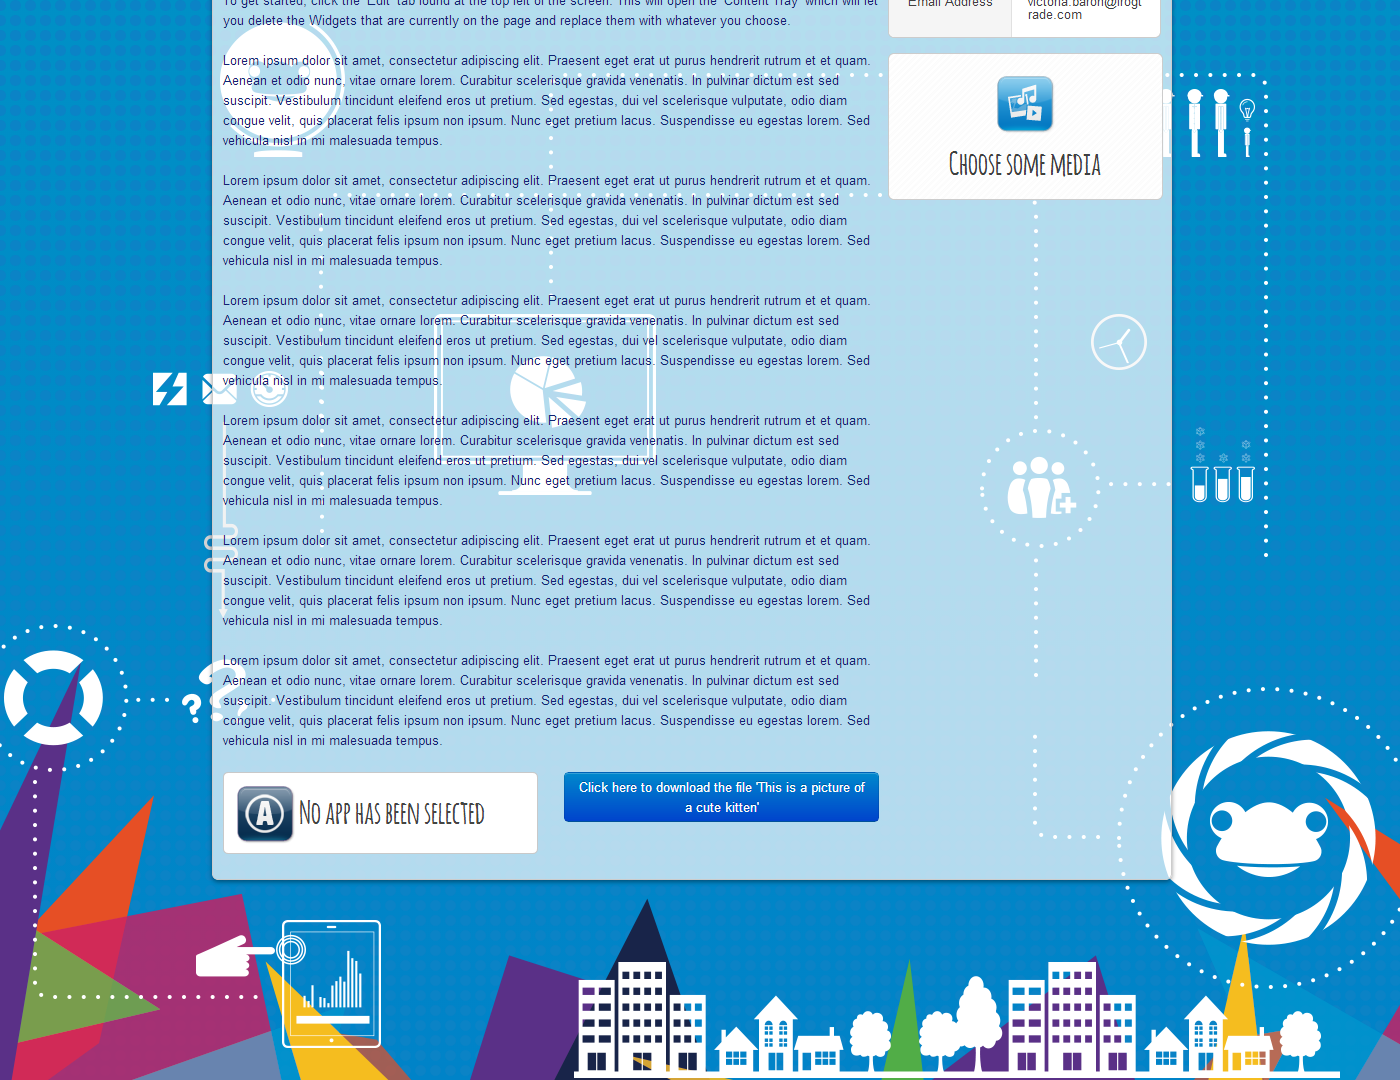 To get started, click the 'Edit' tab found at the top left of the screen. This will open the 'Content Tray' which will let
you delete the Widgets that are currently on the page and replace them with whatever you choose.
Lorem ipsum dolor sit amet, consectetur adipiscing elit. Praesent eget erat ut purus hendrerit rutrum et et quam.
Aenean et odio nunc, vitae ornare lorem. Curabitur scelerisque gravida venenatis. In pulvinar dictum est sed
suscipit. Vestibulum tincidunt eleifend eros ut pretium. Sed egestas, dui vel scelerisque vulputate, odio diam
congue velit, quis placerat felis ipsum non ipsum. Nunc eget pretium lacus. Suspendisse eu egestas lorem. Sed
vehicula nisl in mi malesuada tempus.
Lorem ipsum dolor sit amet, consectetur adipiscing elit. Praesent eget erat ut purus hendrerit rutrum et et quam.
Aenean et odio nunc, vitae ornare lorem. Curabitur scelerisque gravida venenatis. In pulvinar dictum est sed
suscipit. Vestibulum tincidunt eleifend eros ut pretium. Sed egestas, dui vel scelerisque vulputate, odio diam
congue velit, quis placerat felis ipsum non ipsum. Nunc eget pretium lacus. Suspendisse eu egestas lorem. Sed
vehicula nisl in mi malesuada tempus.
Lorem ipsum dolor sit amet, consectetur adipiscing elit. Praesent eget erat ut purus hendrerit rutrum et et quam.
Aenean et odio nunc, vitae ornare lorem. Curabitur scelerisque gravida venenatis. In pulvinar dictum est sed
suscipit. Vestibulum tincidunt eleifend eros ut pretium. Sed egestas, dui vel scelerisque vulputate, odio diam
congue velit, quis placerat felis ipsum non ipsum. Nunc eget pretium lacus. Suspendisse eu egestas lorem. Sed
vehicula nisl in mi malesuada tempus.
Lorem ipsum dolor sit amet, consectetur adipiscing elit. Praesent eget erat ut purus hendrerit rutrum et et quam.
Aenean et odio nunc, vitae ornare lorem. Curabitur scelerisque gravida venenatis. In pulvinar dictum est sed
suscipit. Vestibulum tincidunt eleifend eros ut pretium. Sed egestas, dui vel scelerisque vulputate, odio diam
congue velit, quis placerat felis ipsum non ipsum. Nunc eget pretium lacus. Suspendisse eu egestas lorem. Sed
vehicula nisl in mi malesuada tempus.
Lorem ipsum dolor sit amet, consectetur adipiscing elit. Praesent eget erat ut purus hendrerit rutrum et et quam.
Aenean et odio nunc, vitae ornare lorem. Curabitur scelerisque gravida venenatis. In pulvinar dictum est sed
suscipit. Vestibulum tincidunt eleifend eros ut pretium. Sed egestas, dui vel scelerisque vulputate, odio diam
congue velit, quis placerat felis ipsum non ipsum. Nunc eget pretium lacus. Suspendisse eu egestas lorem. Sed
vehicula nisl in mi malesuada tempus.
Lorem ipsum dolor sit amet, consectetur adipiscing elit. Praesent eget erat ut purus hendrerit rutrum et et quam.
Aenean et odio nunc, vitae ornare lorem. Curabitur scelerisque gravida venenatis. In pulvinar dictum est sed
suscipit. Vestibulum tincidunt eleifend eros ut pretium. Sed egestas, dui vel scelerisque vulputate, odio diam
congue velit, quis placerat felis ipsum non ipsum. Nunc eget pretium lacus. Suspendisse eu egestas lorem. Sed
vehicula nisl in mi malesuada tempus.
A No app has been selected
Click here to download the file 'This is a picture of
a cute kitten'
Email Address
victoria.baron@frogt
rade.com
Choose some media